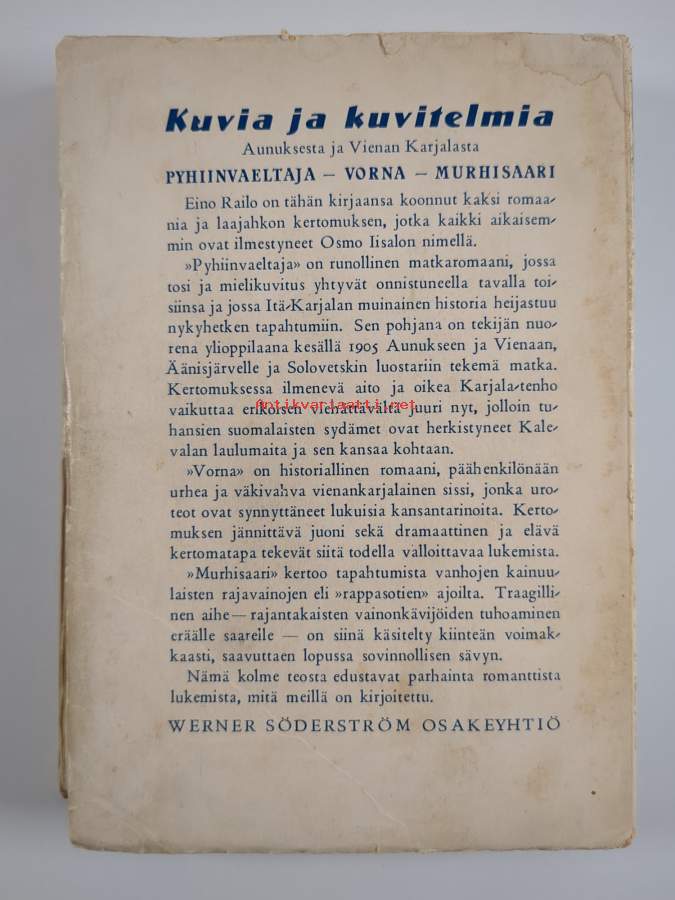 Kuvia ja kuvitelmia
Aunuksesta ja Vienan Karjalasta
PYHIINVAELTAJA — VORNA — MURHISAARI
Eino Railo on tähän kirjaansa koonnut kaksi romaa-
nia ja laajahkon kertomuksen, jotka kaikki aikaisem-
min ovat ilmestyneet Osmo Iisalon nimellä.
»Pyhiinvaeltaja» on runollinen matkaromaani, jossa
tosi ja mielikuvitus yhtyvät onnistuneella tavalla toi-
siinsa ja jossa Itä-Karjalan muinainen historia heijastuu
nykyhetken tapahtumiin. Sen pohjana on tekijän nuo-
rena ylioppilaana kesällä 1905 Aunukseen ja Vienaan,
Äänisjärvelle ja Solovetskin luostariin tekemä matka.
Kertomuksessa ilmenevä aito ja oikea Karjala-tenho
antikvariaatti.net
vaikuttaa erikoisen viehättävältä juuri nyt, jolloin tu-
hansien suomalaisten sydämet ovat herkistyneet Kale-
valan laulumaita ja sen kansaa kohtaan.
»Vorna» on historiallinen romaani, päähenkilönään
urhea ja väkivahva vienankarjalainen sissi, jonka uro-
teot ovat synnyttäneet lukuisia kansantarinoita. Kerto-
muksen jännittävä juoni sekä dramaattinen ja elävä
kertomatapa tekevät siitä todella valloittavaa lukemista.
»Murhisaari» kertoo tapahtumista vanhojen kainuu-
laisten rajavainojen eli »rappasotien» ajoilta. Traagilli-
nen aihe — rajantakaisten vainonkävijöiden tuhoaminen
eräälle saarelle — on siinä käsitelty kiinteän voimak-
kaasti, saavuttaen lopussa sovinnollisen sävyn.
Nämä kolme teosta edustavat parhainta romanttista
lukemista, mitä meillä on kirjoitettu.
WERNER SÖDERSTRÖM OSAKEYHTIÖ